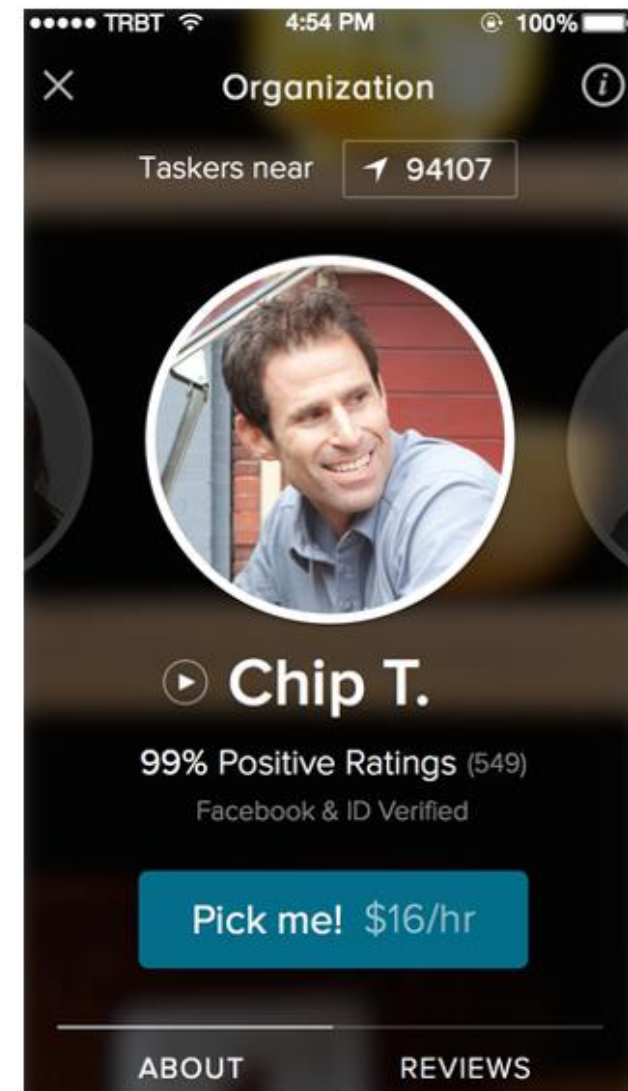 TRBT 4:54 PM 100%
Organization
Taskers near 94107
Chip T.
99% Positive Ratings (549)
Facebook & ID Verified
Pick me! $16/hr
ABOUT REVIEWS